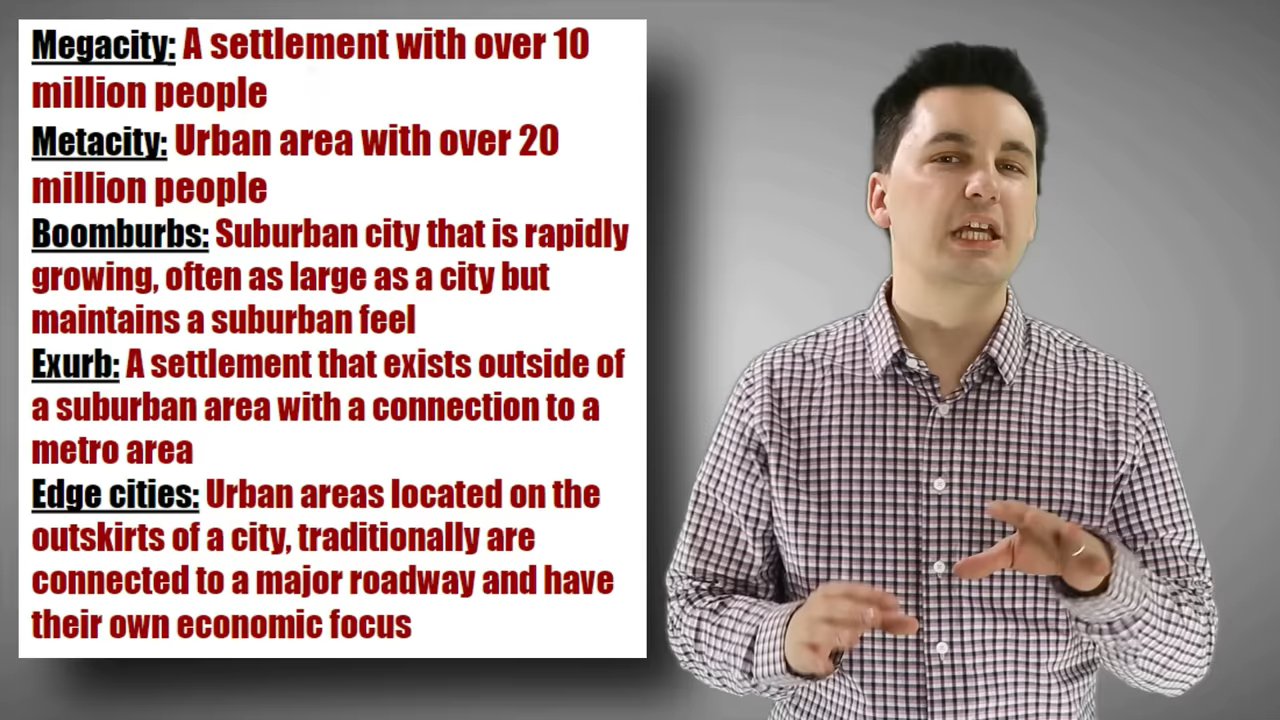 Megacity: A settlement with over 10
million people
Metacity: Urban area with over 20
million people
Boomburbs: Suburban city that is rapidly
growing, often as large as a city but
maintains a suburban feel
Exurb: A settlement that exists outside of
a suburban area with a connection to a
metro area
Edge cities: Urban areas located on the
outskirts of a city, traditionally are
connected to a major roadway and have
their own economic focus